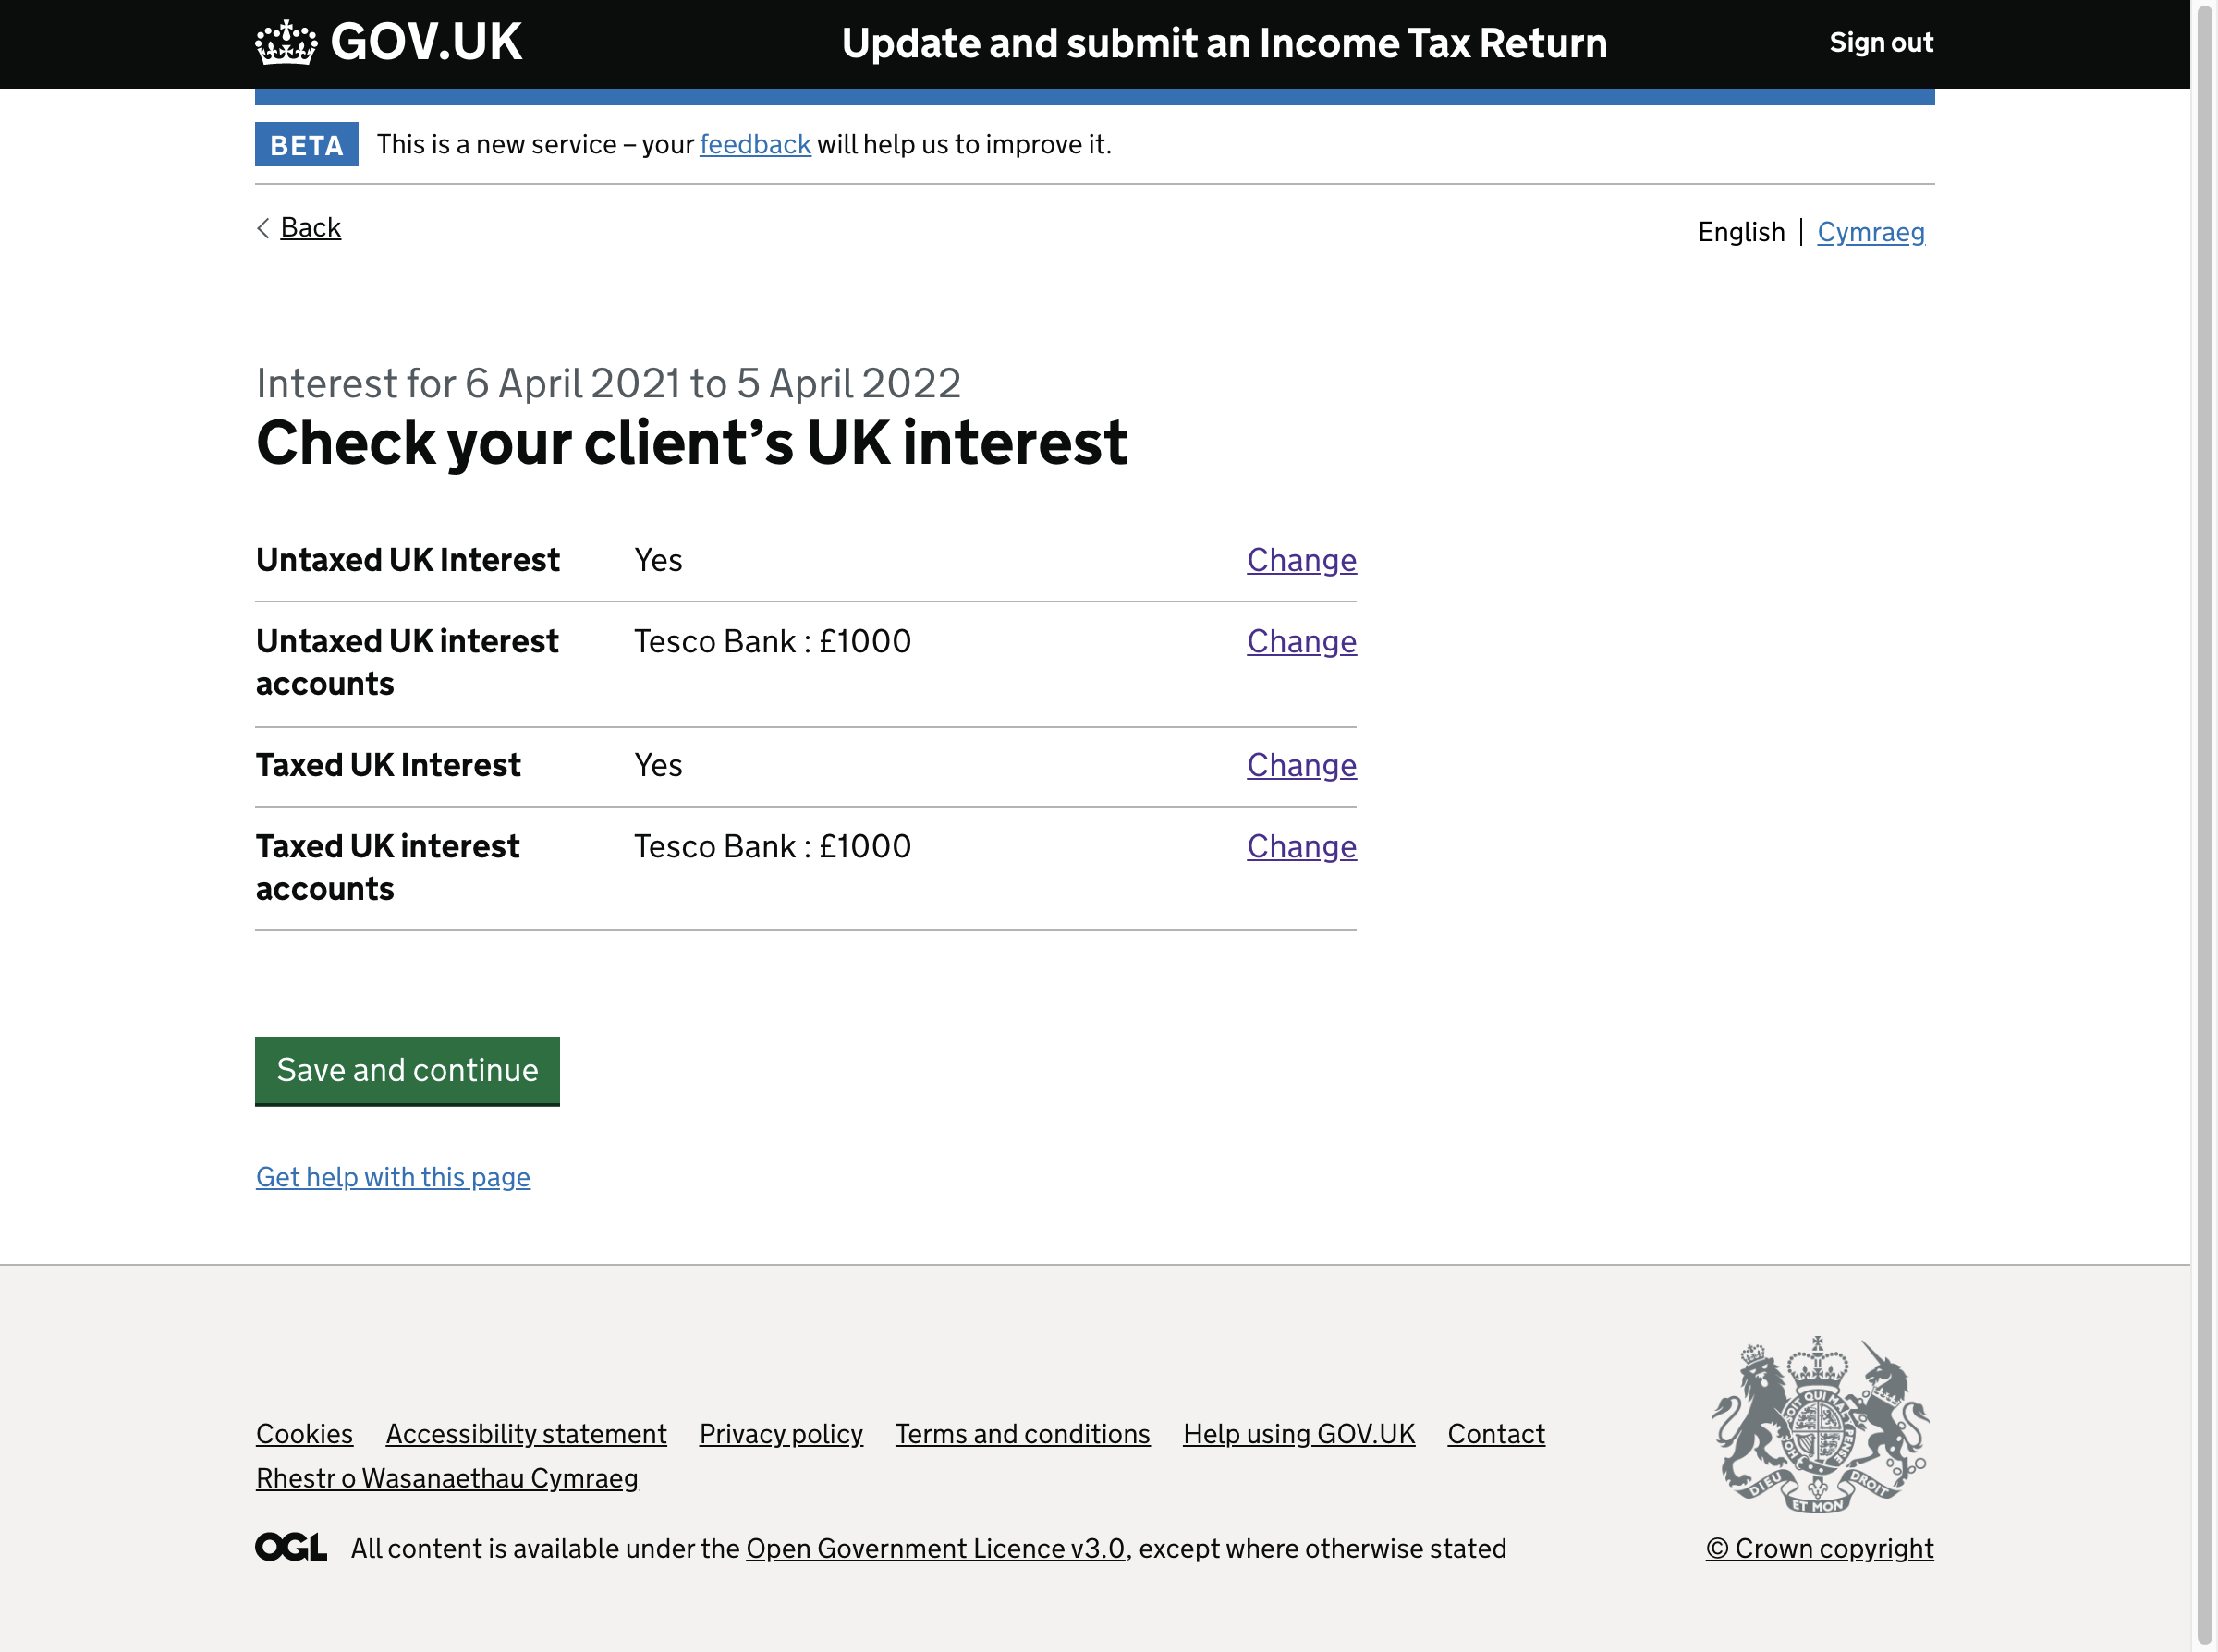 GOV.UK Update and submit an Income Tax Return Sign out
BETA This is a new service – your feedback will help us to improve it.
Back English Cymraeg
Interest for 6 April 2021 to 5 April 2022
Check your client’s UK interest
Untaxed UK Interest Yes Change
Untaxed UK interest Tesco Bank : £1000 Change
accounts
Taxed UK Interest Yes Change
Taxed UK interest Tesco Bank : £1000 Change
accounts
Save and continue
Get help with this page
Cookies Accessibility statement Privacy policy Terms and conditions Help using GOV.UK Contact
Rhestr o Wasanaethau Cymraeg
DIEU ET MON DROIT
OGL All content is available under the Open Government Licence v3.0, except where otherwise stated © Crown copyright